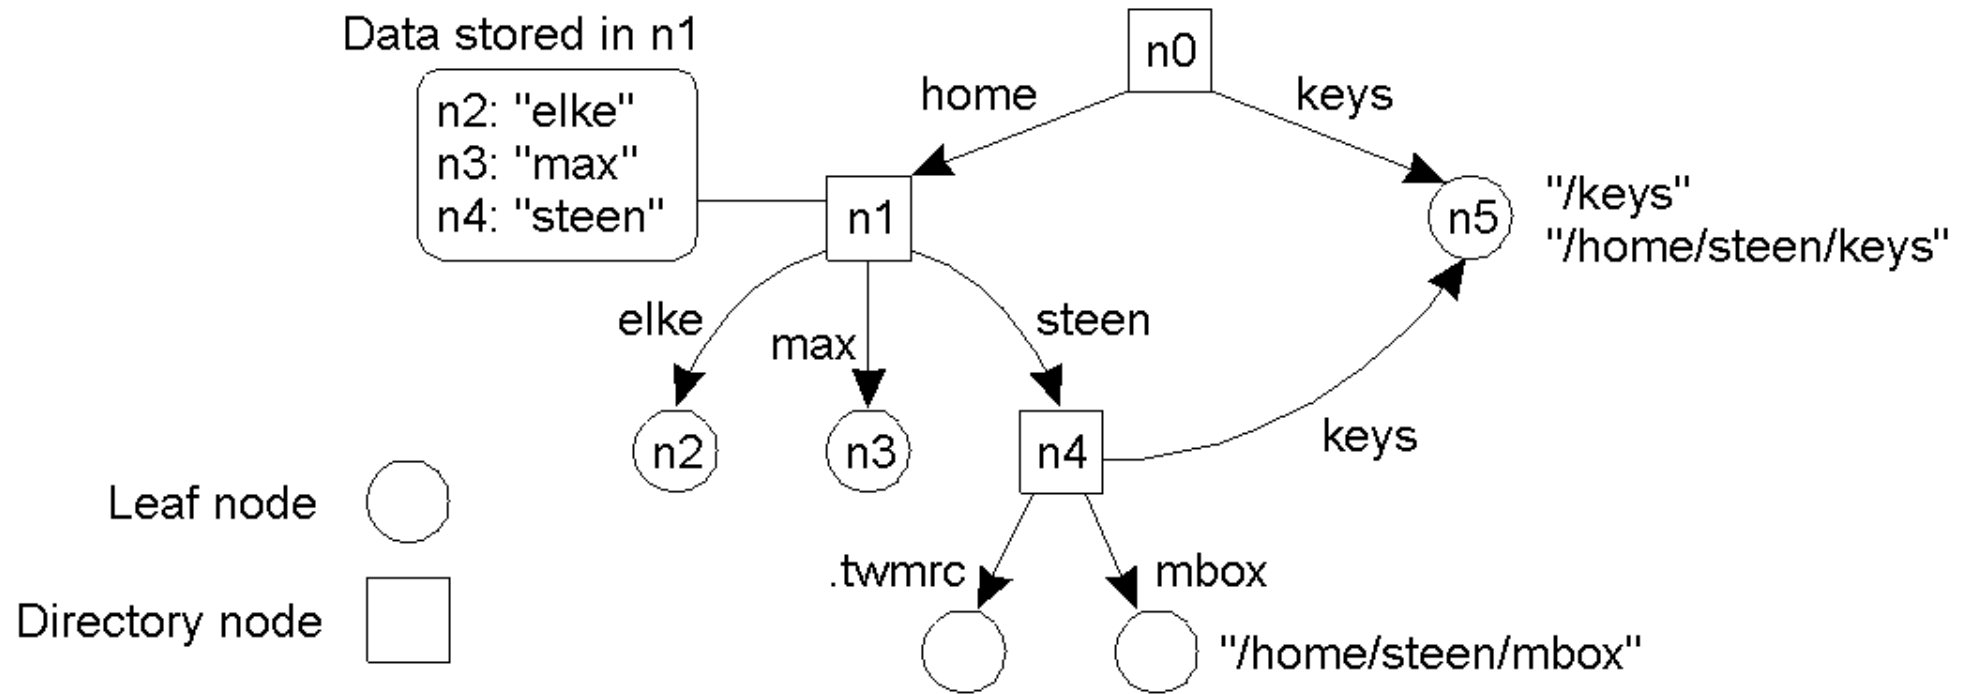 Data stored in n1
n2: "elke"
n3: "max"
n4: "steen"
n0
home
keys
n1
n5
"/keys"
"/home/steen/keys"
elke
max
steen
n2
n3
n4
keys
Leaf node
.twmrc
mbox
Directory node
"/home/steen/mbox"